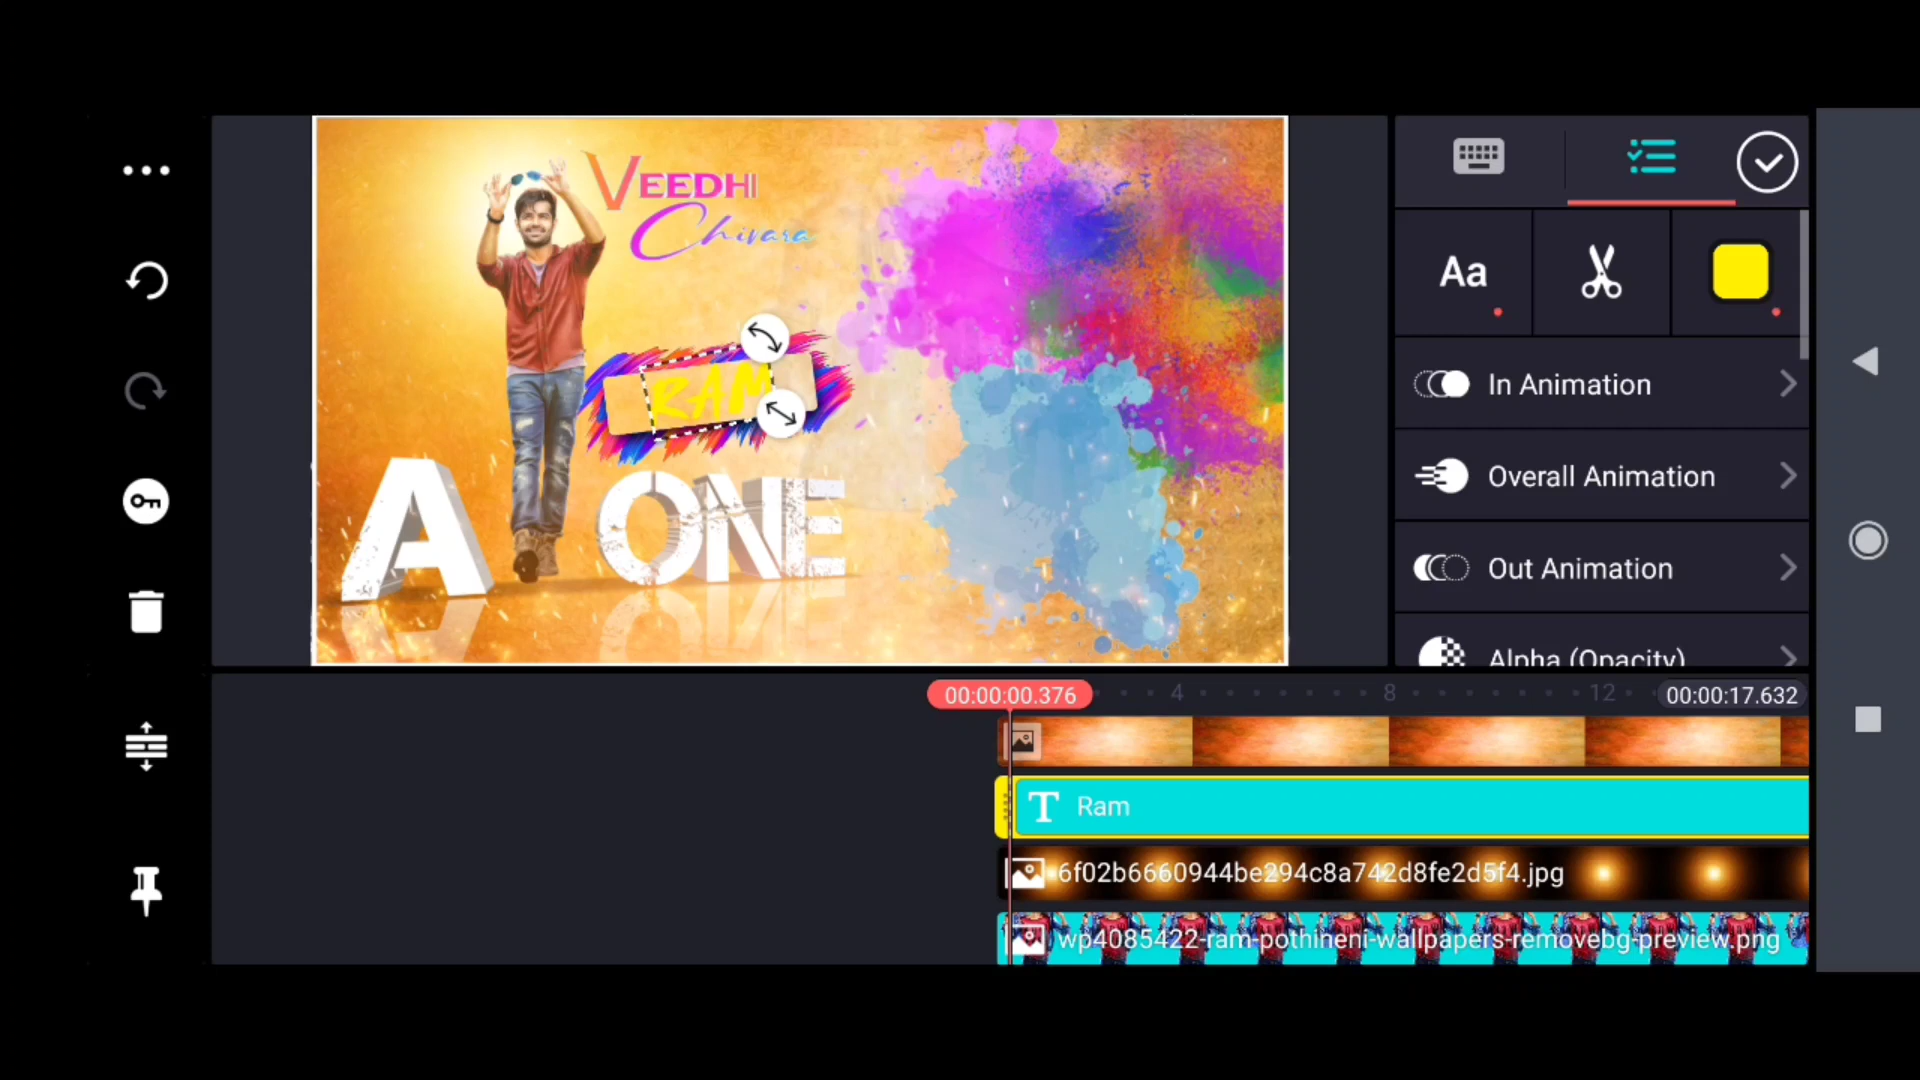 VEEDHI
Chivara
RAM
A ONE
Aa
In Animation
Overall Animation
Out Animation
Alpha (Opacity)
00:00:00.376
4
8
12
00:00:17.632
T Ram
6f02b6660944be294c8a742d8fe2d5f4.jpg
wp4085422-ram-pothineni-wallpapers-removebg-preview.png